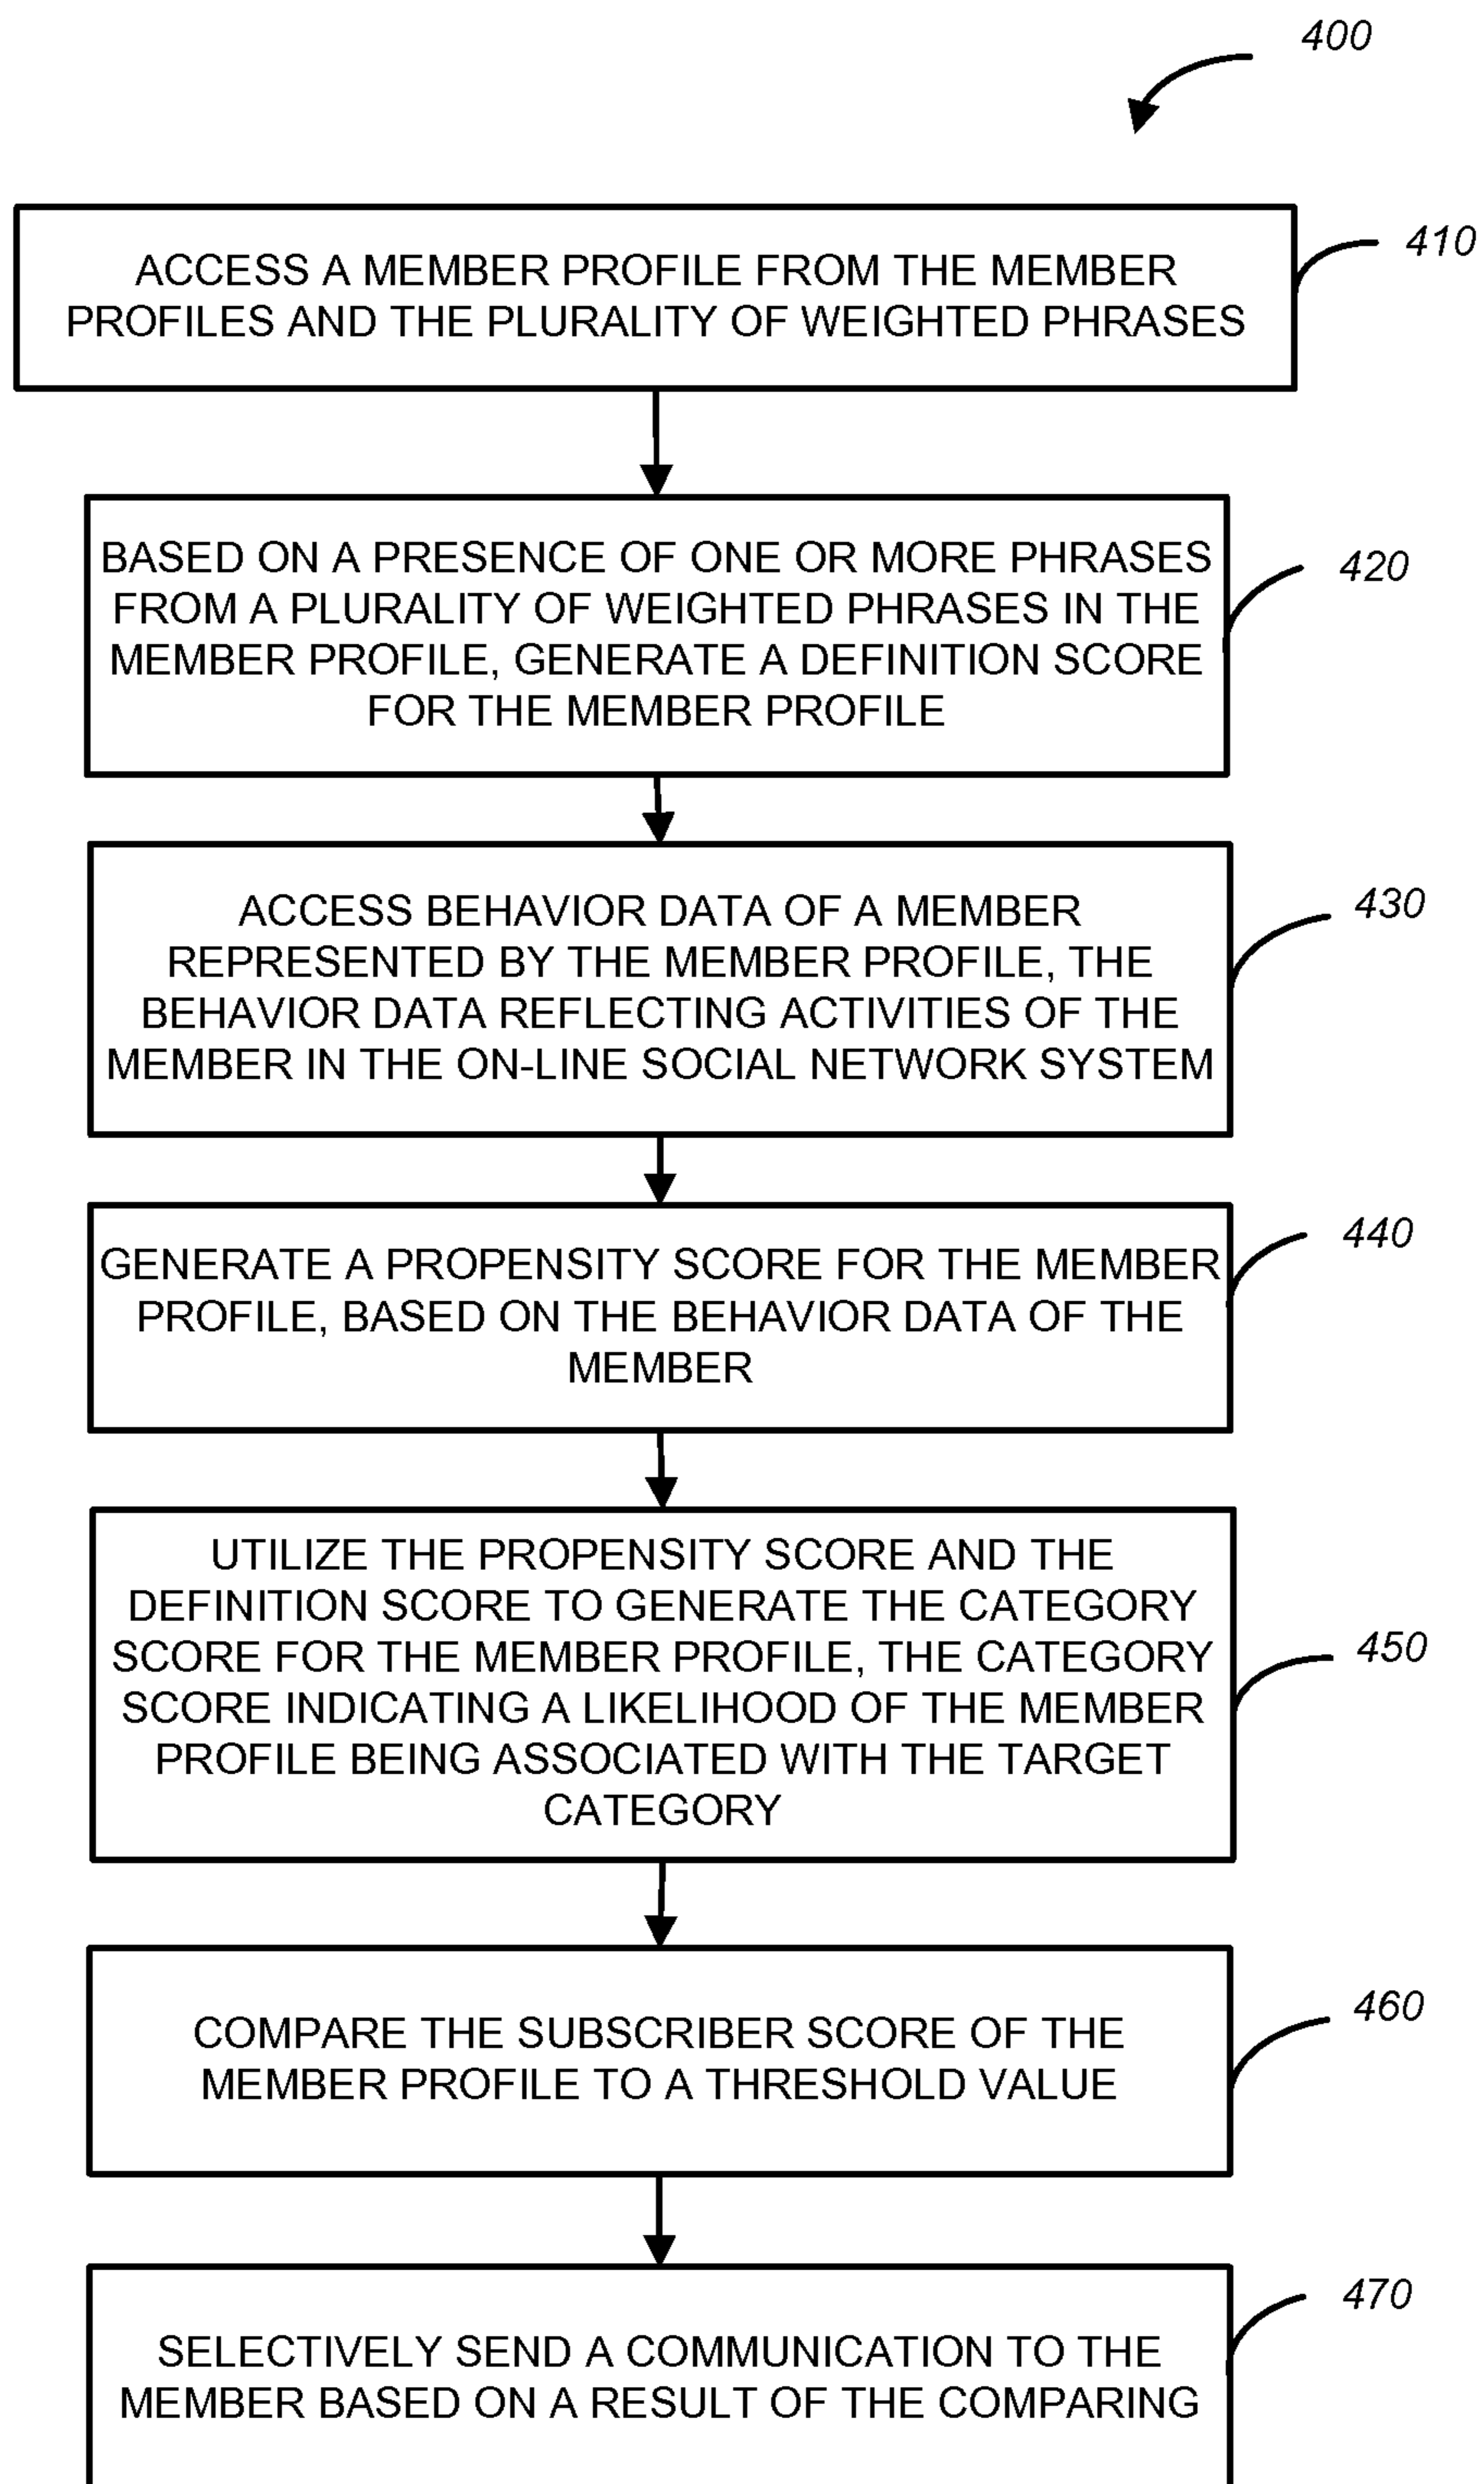 400
ACCESS A MEMBER PROFILE FROM THE MEMBER
PROFILES AND THE PLURALITY OF WEIGHTED PHRASES
410
BASED ON A PRESENCE OF ONE OR MORE PHRASES
FROM A PLURALITY OF WEIGHTED PHRASES IN THE
MEMBER PROFILE, GENERATE A DEFINITION SCORE
FOR THE MEMBER PROFILE
420
ACCESS BEHAVIOR DATA OF A MEMBER
REPRESENTED BY THE MEMBER PROFILE, THE
BEHAVIOR DATA REFLECTING ACTIVITIES OF THE
MEMBER IN THE ON-LINE SOCIAL NETWORK SYSTEM
430
GENERATE A PROPENSITY SCORE FOR THE MEMBER
PROFILE, BASED ON THE BEHAVIOR DATA OF THE
MEMBER
440
UTILIZE THE PROPENSITY SCORE AND THE
DEFINITION SCORE TO GENERATE THE CATEGORY
SCORE FOR THE MEMBER PROFILE, THE CATEGORY
SCORE INDICATING A LIKELIHOOD OF THE MEMBER
PROFILE BEING ASSOCIATED WITH THE TARGET
CATEGORY
450
COMPARE THE SUBSCRIBER SCORE OF THE
MEMBER PROFILE TO A THRESHOLD VALUE
460
SELECTIVELY SEND A COMMUNICATION TO THE
MEMBER BASED ON A RESULT OF THE COMPARING
470